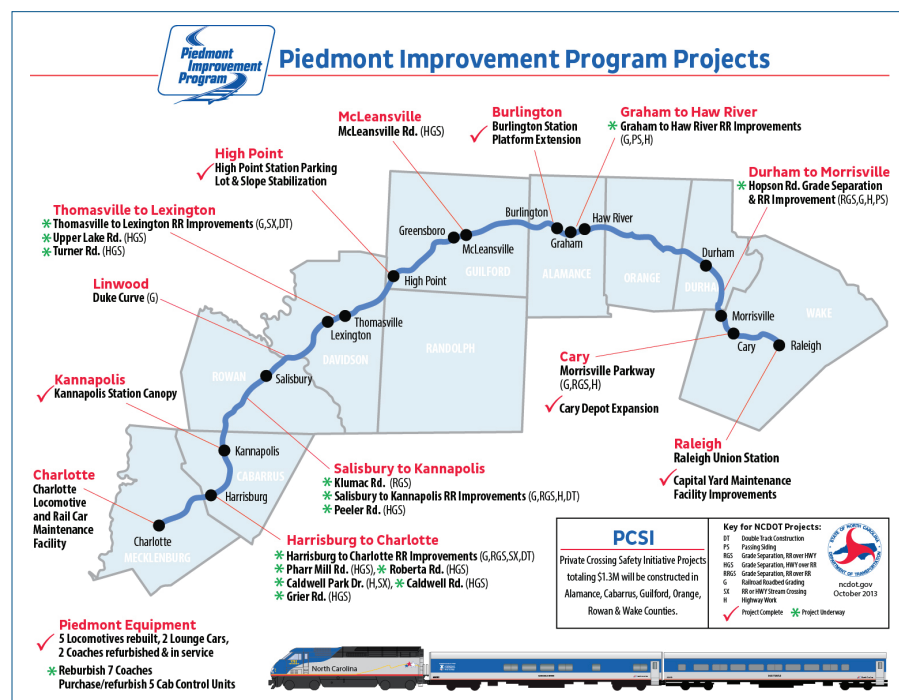 Piedmont
Improvement
Program
Piedmont Improvement Program Projects
McLeansville
McLeansville Rd. (HGS)
Burlington
Burlington Station
Platform Extension
Graham to Haw River
Graham to Haw River RR Improvements
(G,PS,H)
High Point
High Point Station Parking
Lot & Slope Stabilization
Durham to Morrisville
Hopson Rd. Grade Separation
& RR Improvement (RGS,G,H,PS)
Thomasville to Lexington
Thomasville to Lexington RR Improvements (G,SX,DT)
Upper Lake Rd. (HGS)
Turner Rd. (HGS)
Linwood
Duke Curve (G)
Kannapolis
Kannapolis Station Canopy
Charlotte
Charlotte
Locomotive
and Rail Car
Maintenance
Facility
Greensboro
McLeansville
Burlington
Graham
Haw River
Durham
Morrisville
Cary
Raleigh
High Point
Thomasville
Lexington
Salisbury
Kannapolis
Harrisburg
Charlotte
GUILFORD
ALAMANCE
ORANGE
DURHA
WAKE
RANDOLPH
DAVIDSON
ROWAN
CABARRUS
MECKLENBURG
Cary
Morrisville Parkway
(G,RGS,H)
Cary Depot Expansion
Raleigh
Raleigh Union Station
Capital Yard Maintenance
Facility Improvements
Salisbury to Kannapolis
Klumac Rd. (RGS)
Salisbury to Kannapolis RR Improvements (G,RGS,H,DT)
Peeler Rd. (HGS)
Harrisburg to Charlotte
Harrisburg to Charlotte RR Improvements (G,RGS,SX,DT)
Pharr Mill Rd. (HGS), Roberta Rd. (HGS)
Caldwell Park Dr. (H,SX), Caldwell Rd. (HGS)
Grier Rd. (HGS)
PCSI
Private Crossing Safety Initiative Projects
totaling $1.3M will be constructed in
Alamance, Cabarrus, Guilford, Orange,
Rowan & Wake Counties.
Key for NCDOT Projects:
DT Double Track Construction
PS Passing Siding
RGS Grade Separation, RR over HWY
HGS Grade Separation, HWY over RR
RRGS Grade Separation, RR over RR
G Railroad Roadbed Grading
SX RR or HWY Stream Crossing
H Highway Work
Project Complete Project Underway
STATE OF NORTH CAROLINA
DEPARTMENT OF TRANSPORTATION
ncdot.gov
October 2013
Piedmont Equipment
5 Locomotives rebuilt, 2 Lounge Cars,
2 Coaches refurbished & in service
Reburbish 7 Coaches
Purchase/refurbish 5 Cab Control Units
North Carolina